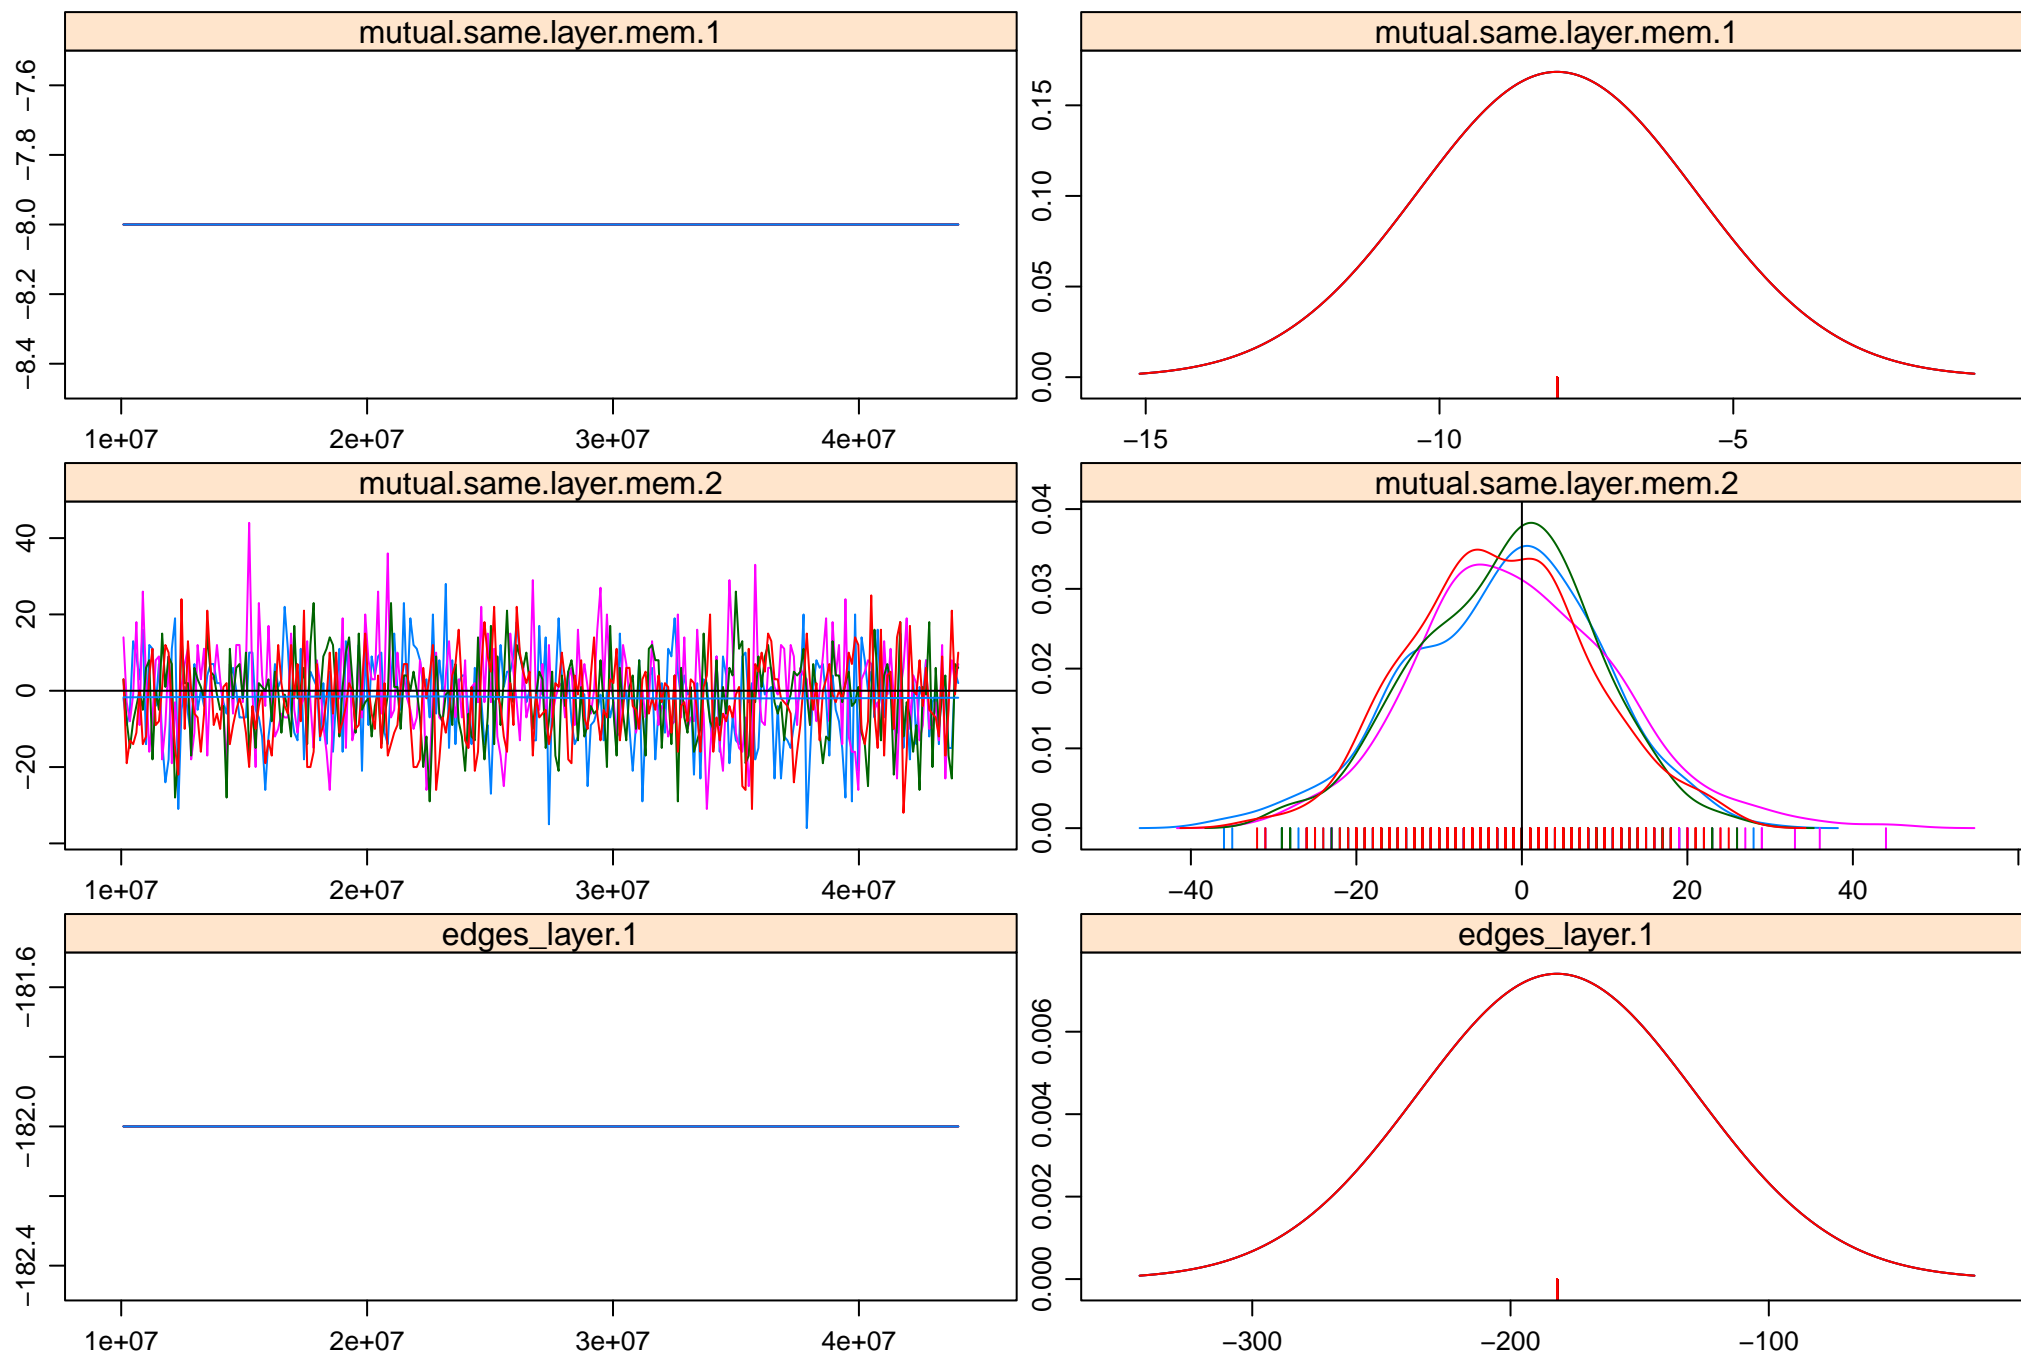 mutual.same.layer.mem.1
−7.6
−7.8
−8.0
−8.2
−8.4
1e+07 2e+07 3e+07 4e+07
mutual.same.layer.mem.1
0.15
0.10
0.05
0.00
−15 −10 −5
mutual.same.layer.mem.2
40
20
0
−20
1e+07 2e+07 3e+07 4e+07
mutual.same.layer.mem.2
0.04
0.03
0.02
0.01
0.00
−40 −20 0 20 40
edges_layer.1
−181.6
−182.0
−182.4
1e+07 2e+07 3e+07 4e+07
edges_layer.1
0.006
0.004
0.002
0.000
−300 −200 −100